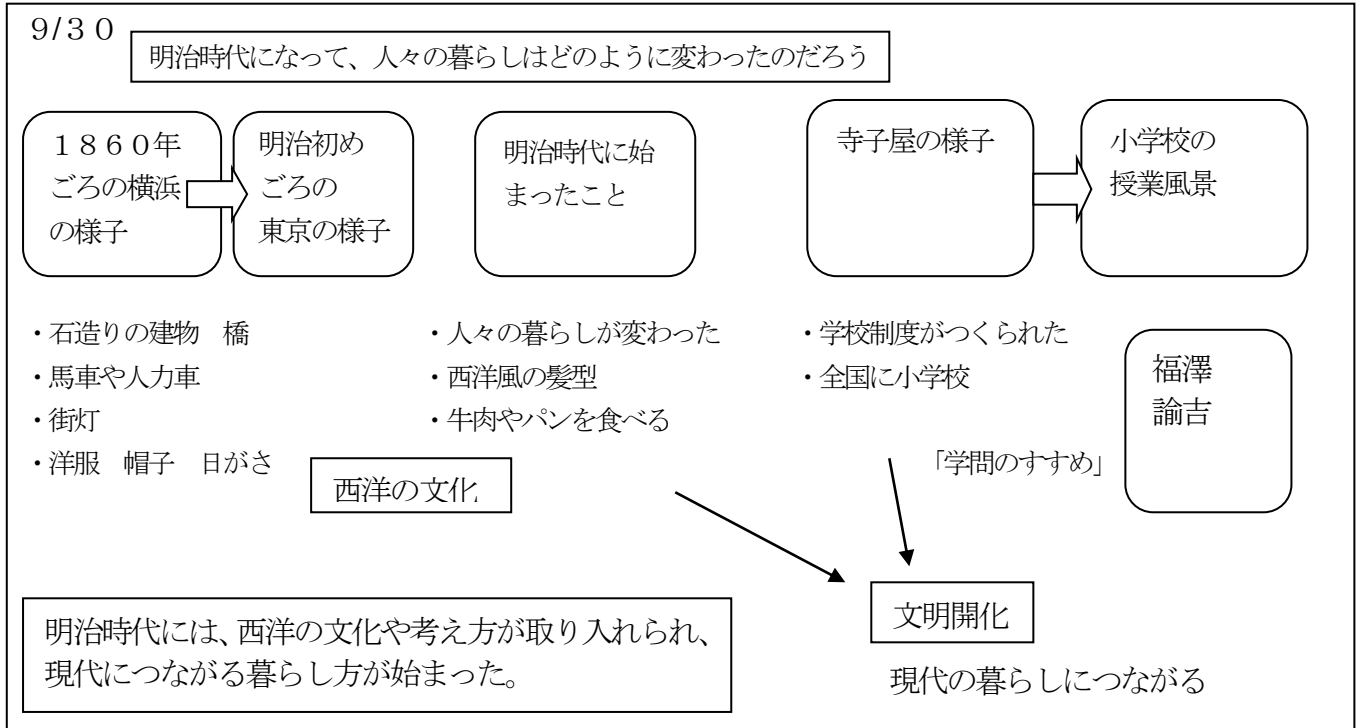 9/30
明治時代になって、人々の暮らしはどのように変わったのだろう
1860年
ごろの横浜
の様子
明治初め
ごろの
東京の様子
明治時代に始
まったこと
寺子屋の様子
小学校の
授業風景
・石造りの建物 橋
・馬車や人力車
・街灯
・洋服 帽子 日がさ
・人々の暮らしが変わった
・西洋風の髪型
・牛肉やパンを食べる
西洋の文化
・学校制度がつくられた
・全国に小学校
「学問のすすめ」
福澤
諭吉
文明開化
現代の暮らしにつながる
明治時代には、西洋の文化や考え方が取り入れられ、
現代につながる暮らし方が始まった。